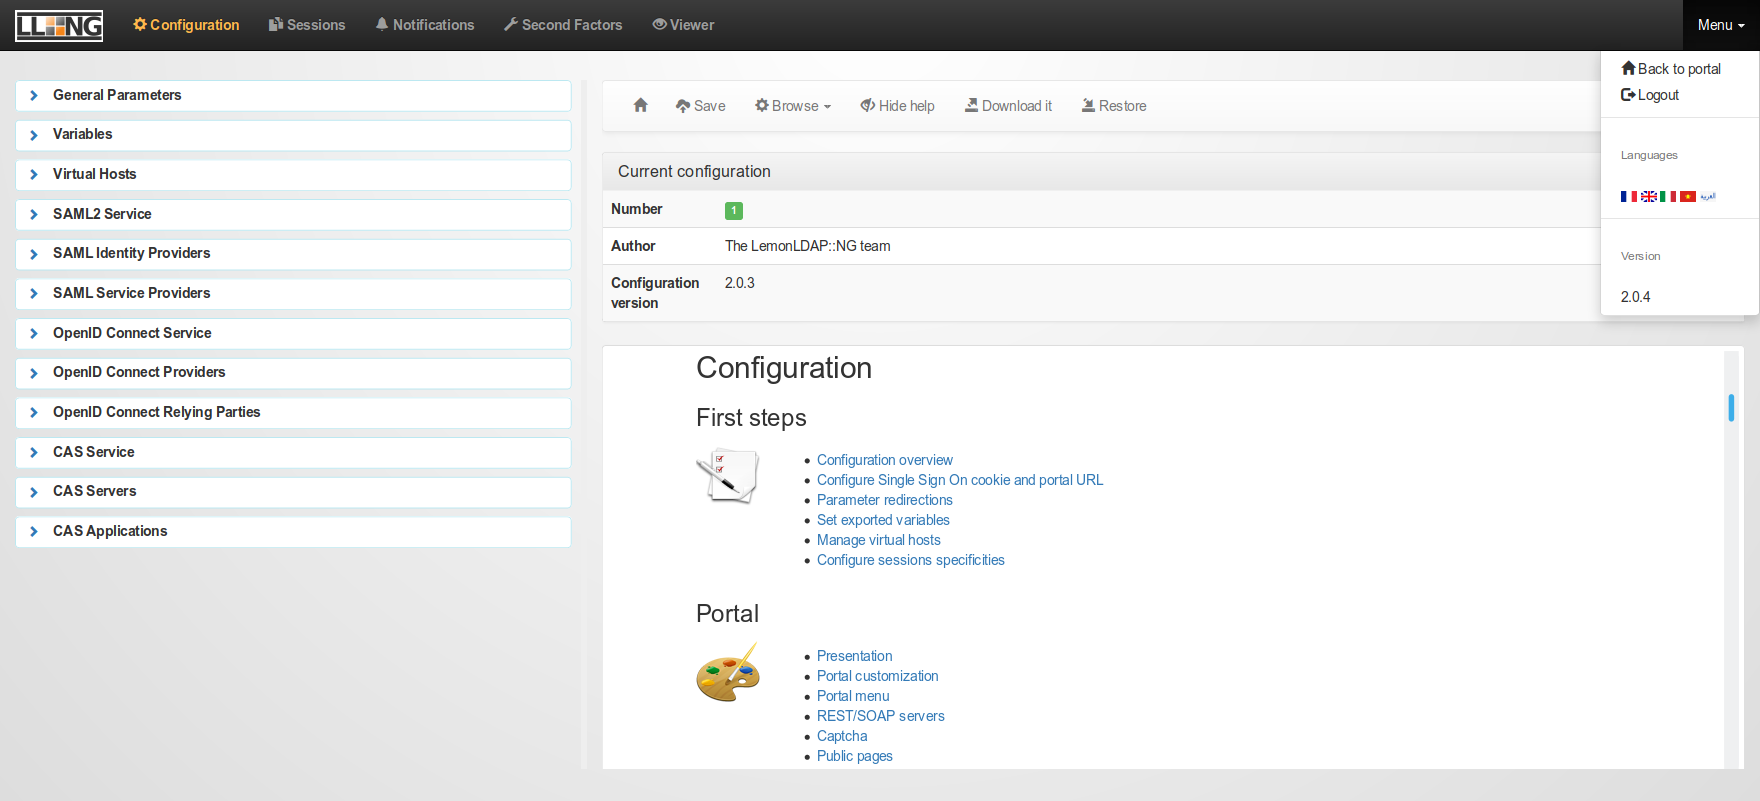 LL::NG
Configuration
Sessions
Notifications
Second Factors
Viewer
Menu
Back to portal
Logout
Languages
العربية
Version
2.0.4
General Parameters
Variables
Virtual Hosts
SAML2 Service
SAML Identity Providers
SAML Service Providers
OpenID Connect Service
OpenID Connect Providers
OpenID Connect Relying Parties
CAS Service
CAS Servers
CAS Applications
Save
Browse
Hide help
Download it
Restore
Current configuration
Number 1
Author The LemonLDAP::NG team
Configuration version 2.0.3
Configuration
First steps
Configuration overview
Configure Single Sign On cookie and portal URL
Parameter redirections
Set exported variables
Manage virtual hosts
Configure sessions specificities
Portal
Presentation
Portal customization
Portal menu
REST/SOAP servers
Captcha
Public pages